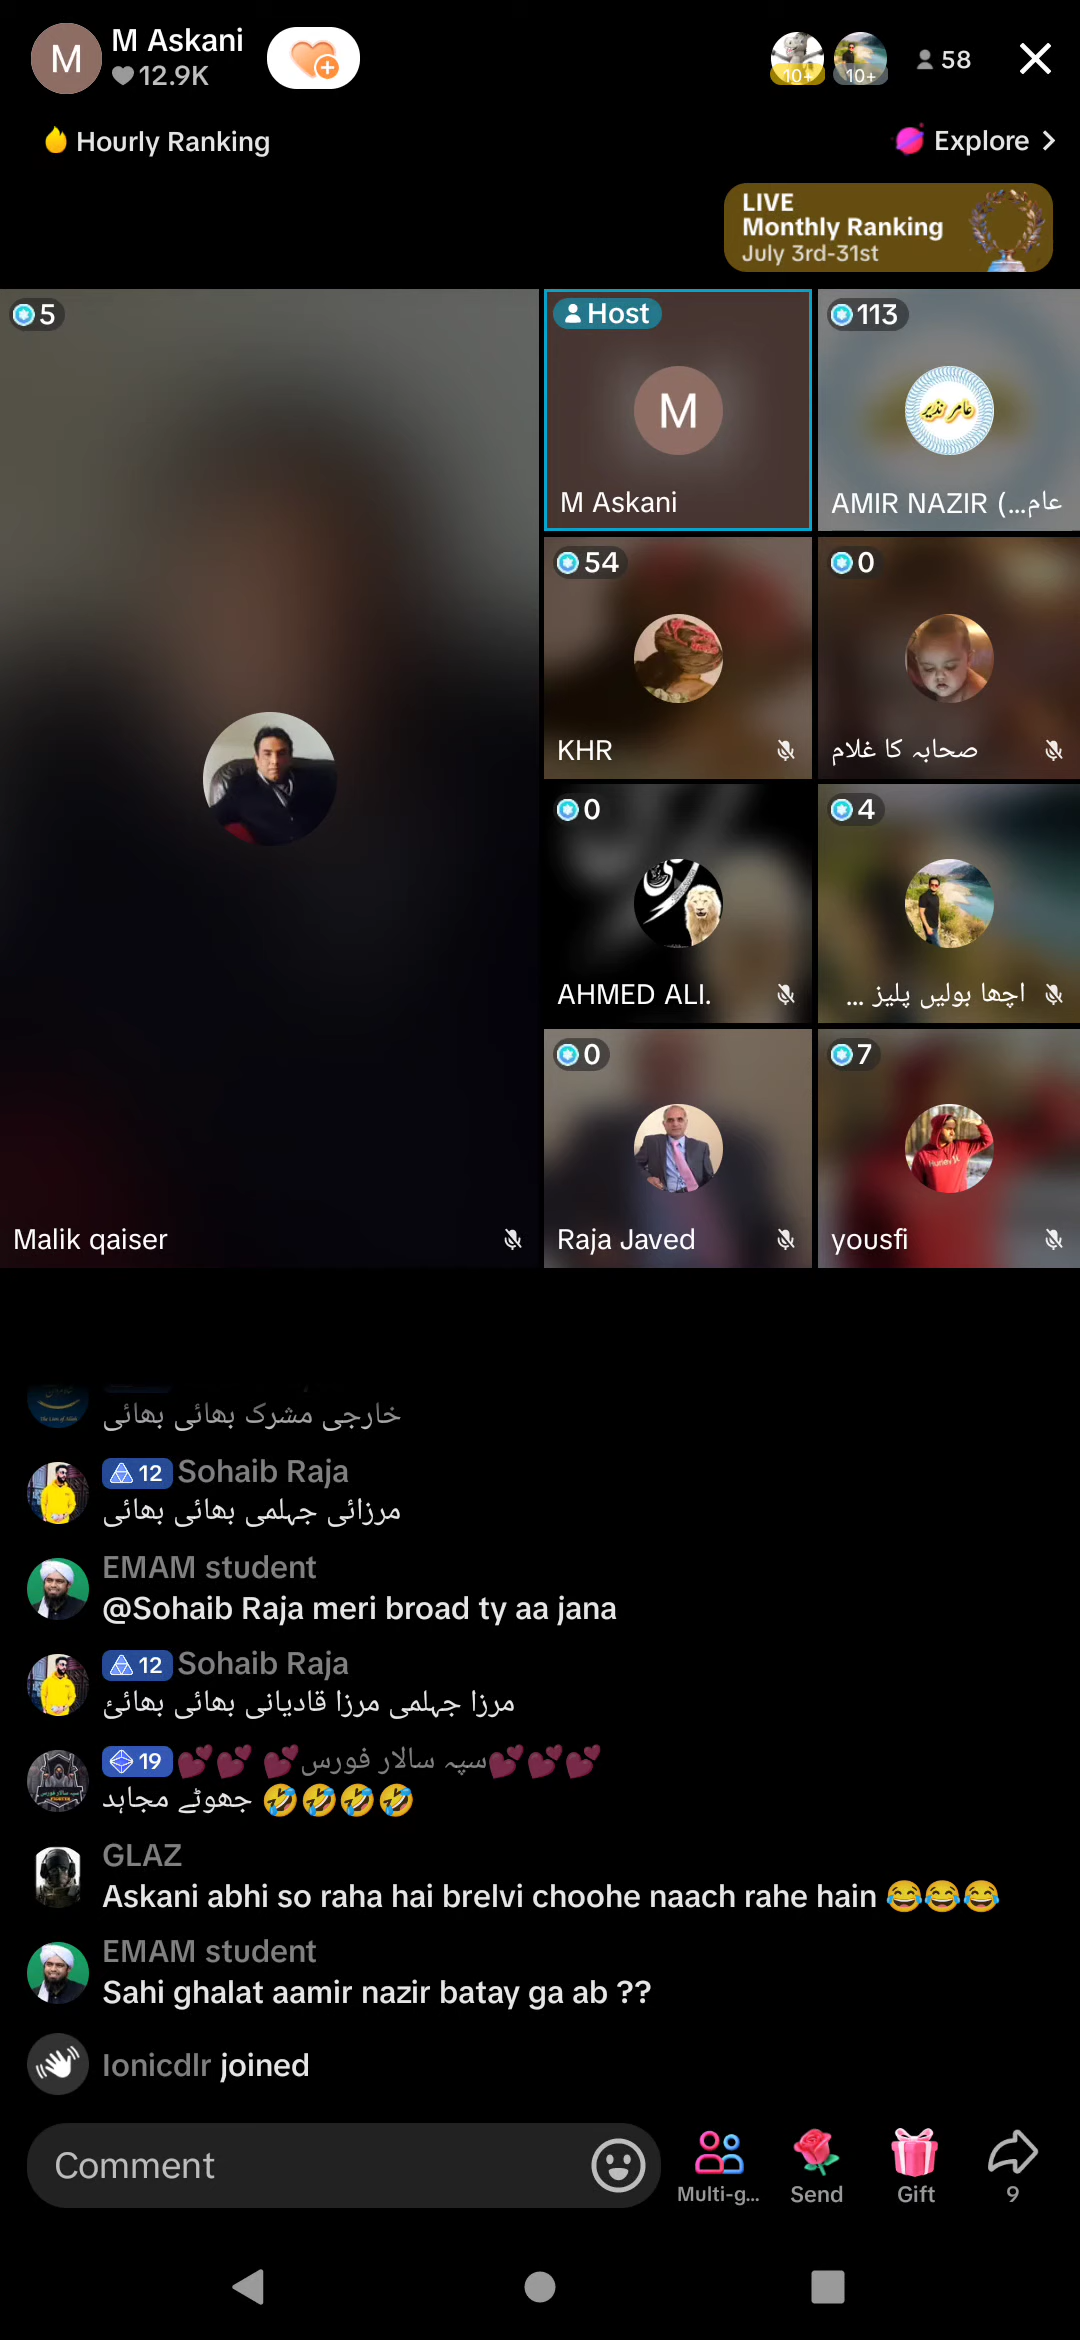 M
M Askani
12.9K
10+
10+
58
Hourly Ranking
Explore
LIVE
Monthly Ranking
July 3rd-31st
5
Malik qaiser
Host
M
M Askani
113
عامر نذیر
AMIR NAZIR (...عام
54
KHR
0
صحابہ کا غلام
0
AHMED ALI.
4
اچھا بولیں پلیز ...
0
Raja Javed
7
yousfi
خارجی مشرک بھائی بھائی
12 Sohaib Raja
مرزائی جہلمی بھائی بھائی
EMAM student
@Sohaib Raja meri broad ty aa jana
12 Sohaib Raja
مرزا جہلمی مرزا قادیانی بھائی بھائئ
19 💕💕 💕سپہ سالار فورس💕💕💕
جھوٹے مجاہد 🤣🤣🤣🤣
GLAZ
Askani abhi so raha hai brelvi choohe naach rahe hain 😂😂😂
EMAM student
Sahi ghalat aamir nazir batay ga ab ??
Ionicdlr joined
Comment
Multi-g...
Send
Gift
9